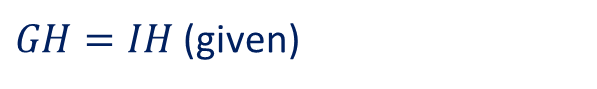 GH = IH (given)